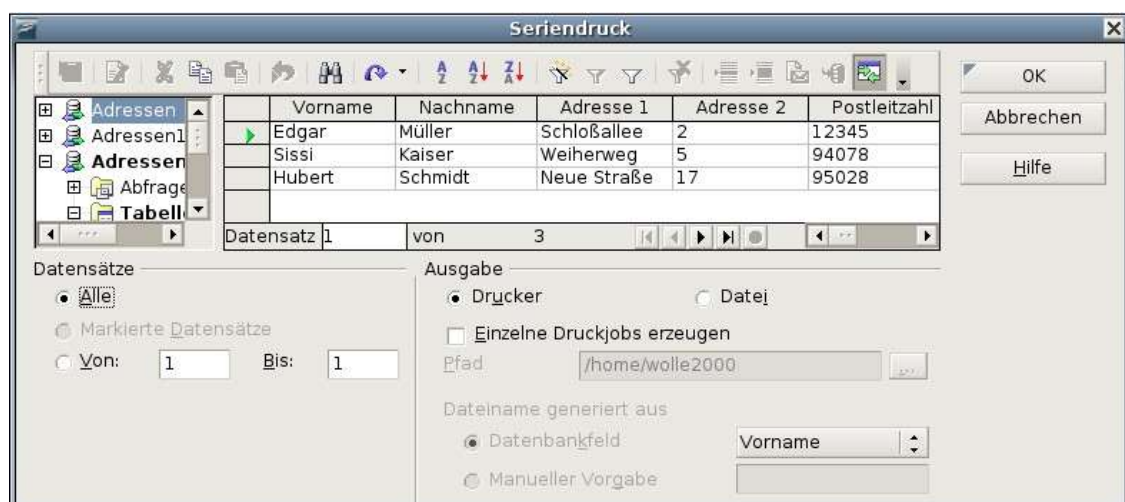 Seriendruck
OK
Abbrechen
Hilfe
Adressen
Adressen1
Adressen
Abfrage
Tabelle
Vorname Nachname Adresse 1 Adresse 2 Postleitzahl
Edgar Müller Schloßallee 2 12345
Sissi Kaiser Weiherweg 5 94078
Hubert Schmidt Neue Straße 17 95028
Datensatz 1 von 3
Datensätze
Alle
Markierte Datensätze
Von: 1 Bis: 1
Ausgabe
Drucker Datei
Einzelne Druckjobs erzeugen
Pfad /home/wolle2000 ...
Dateiname generiert aus
Datenbankfeld Vorname
Manueller Vorgabe